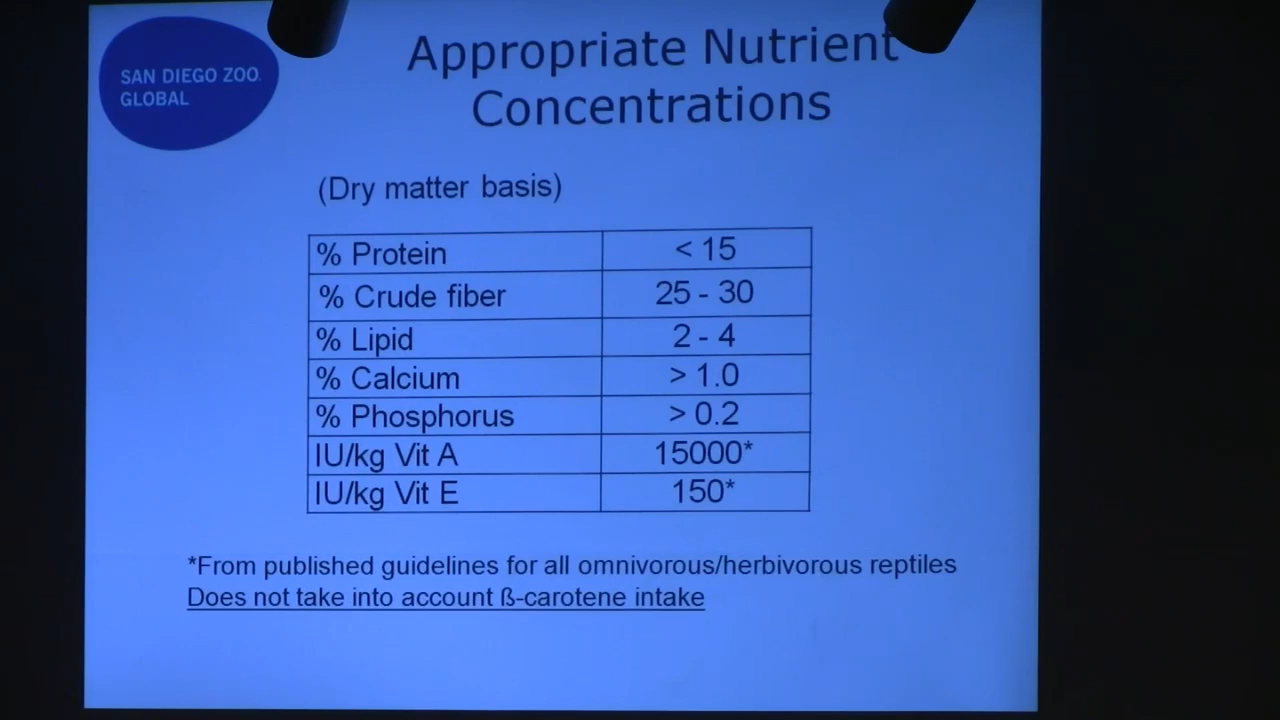 SAN DIEGO ZOO
GLOBAL
Appropriate Nutrient
Concentrations
(Dry matter basis)
% Protein < 15
% Crude fiber 25 - 30
% Lipid 2 - 4
% Calcium > 1.0
% Phosphorus > 0.2
IU/kg Vit A 15000*
IU/kg Vit E 150*
*From published guidelines for all omnivorous/herbivorous reptiles
Does not take into account ß-carotene intake